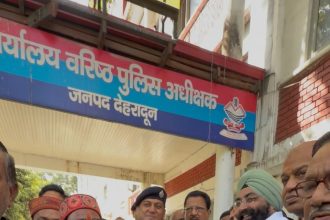 कार्यालय वरिष्ठ पुलिस अधीक्षक
जनपद देहरादून